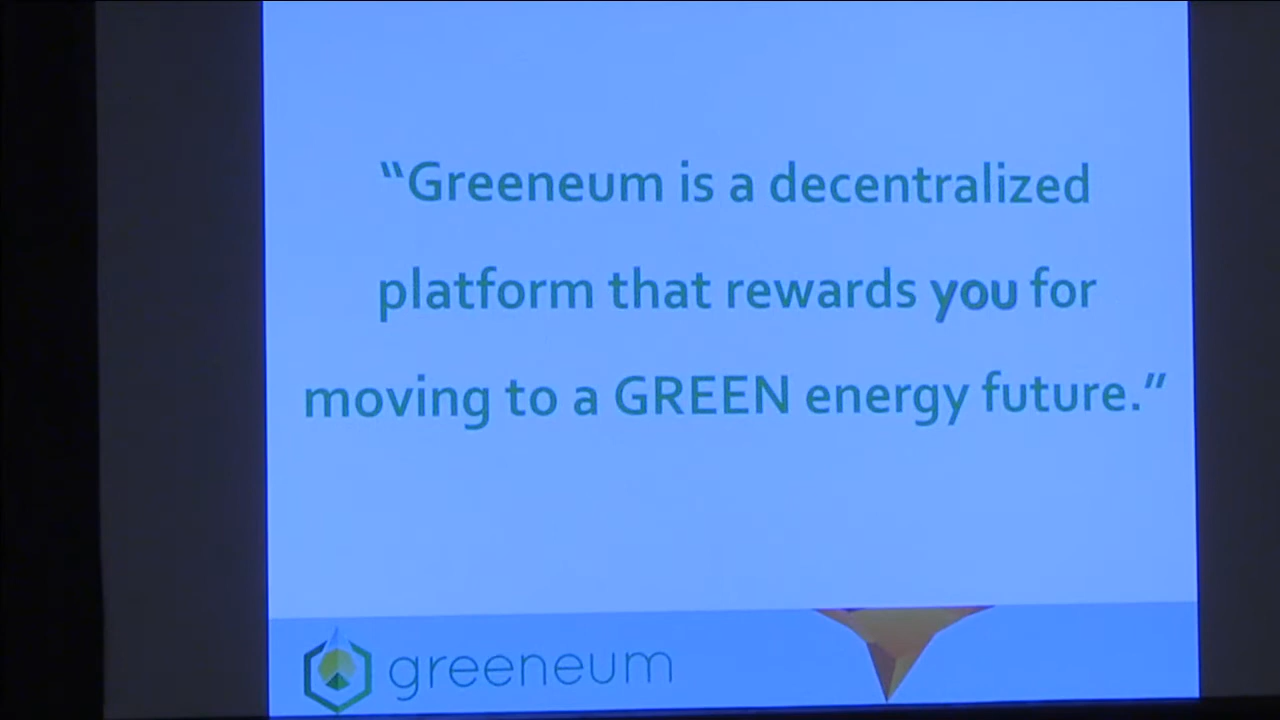 “Greeneum is a decentralized
platform that rewards you for
moving to a GREEN energy future.”
greeneum